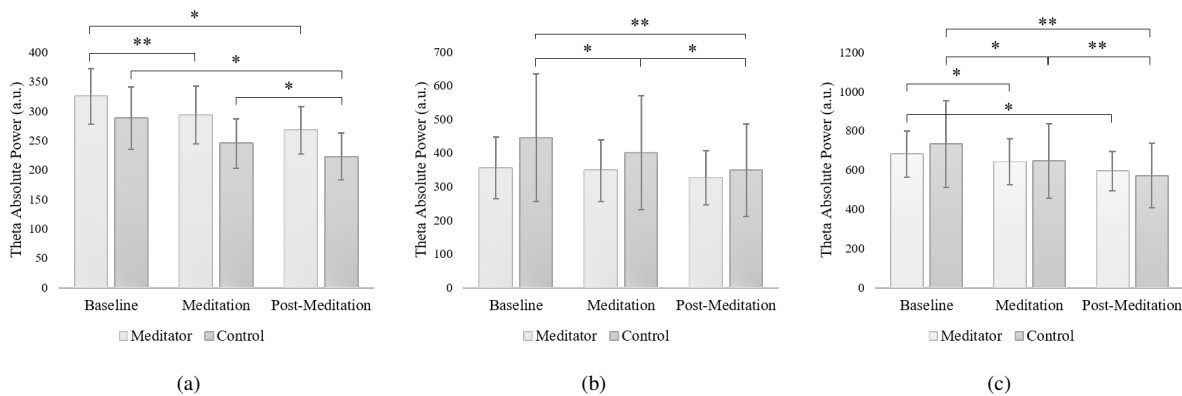 *
**
*
*
400
350
300
250
200
150
100
50
0
Theta Absolute Power (a.u.)
Baseline Meditation Post-Meditation
Meditator Control
(a)
**
* *
700
600
500
400
300
200
100
0
Theta Absolute Power (a.u.)
Baseline Meditation Post-Meditation
Meditator Control
(b)
**
* **
*
*
1200
1000
800
600
400
200
0
Theta Absolute Power (a.u.)
Baseline Meditation Post-Meditation
Meditator Control
(c)